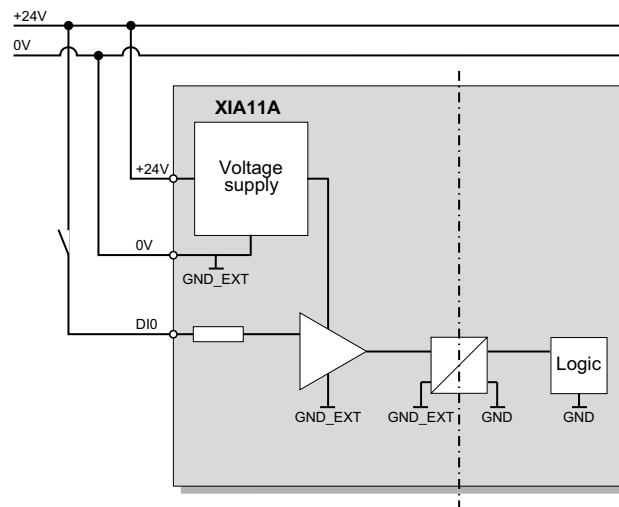 +24V
0V
XIA11A
+24V
Voltage
supply
0V
GND_EXT
DI0
Logic
GND_EXT
GND_EXT
GND
GND